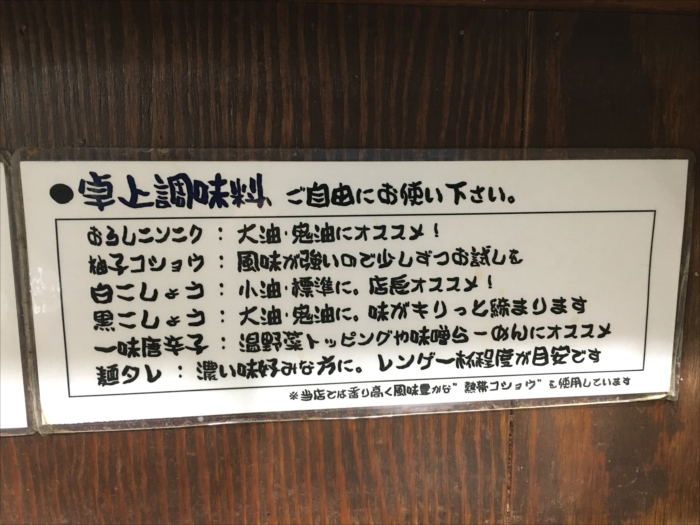 ●卓上調味料 ご自由にお使い下さい。
おろしニンニク：大油・鬼油にオススメ！
柚子コショウ：風味が強いので少しずつお試しを
白こしょう：小油・標準に。店長オススメ！
黒こしょう：大油・鬼油に。味がキリっと締まります
一味唐辛子：温野菜トッピングや味噌らーめんにオススメ
麺タレ：濃い味好みな方に。レンゲ一杯程度が目安です
※当店では香り高く風味豊かな"熱帯コショウ"も使用しています